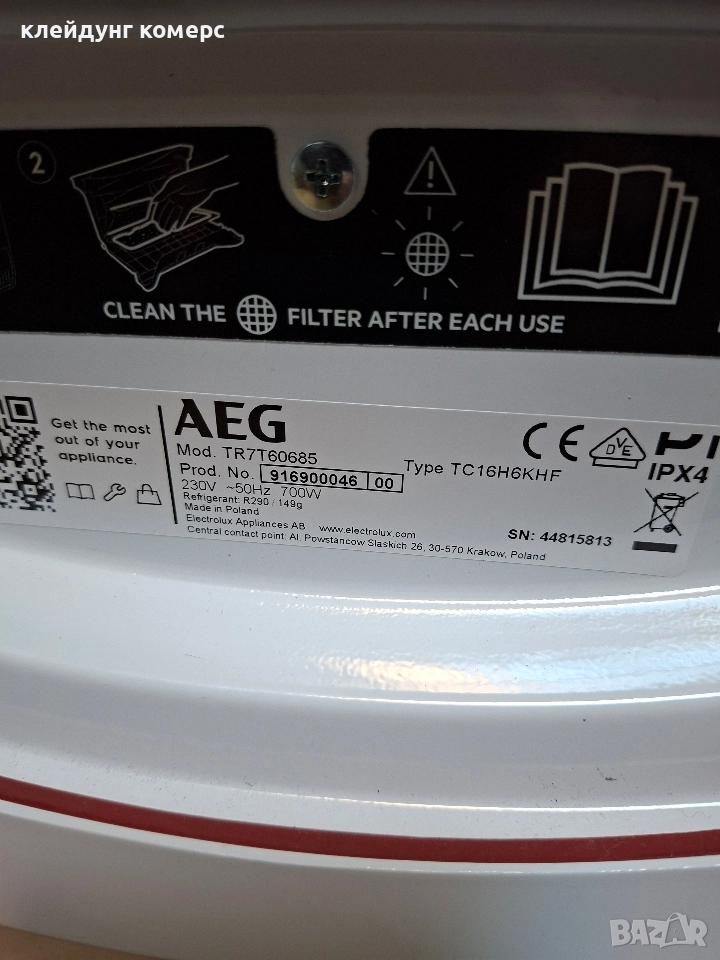 клейдунг комерс
2
CLEAN THE FILTER AFTER EACH USE
Get the most
out of your
appliance.
AEG
Mod. TR7T60685
Prod. No. 916900046 00
Type TC16H6KHF
230V ~50Hz 700W
Refrigerant: R290 / 149g
Made in Poland
Electrolux Appliances AB www.electrolux.com
Central contact point: Al. Powstancow Slaskich 26, 30-570 Krakow, Poland
SN: 44815813
CE
DVE
IPX4
BAZAR